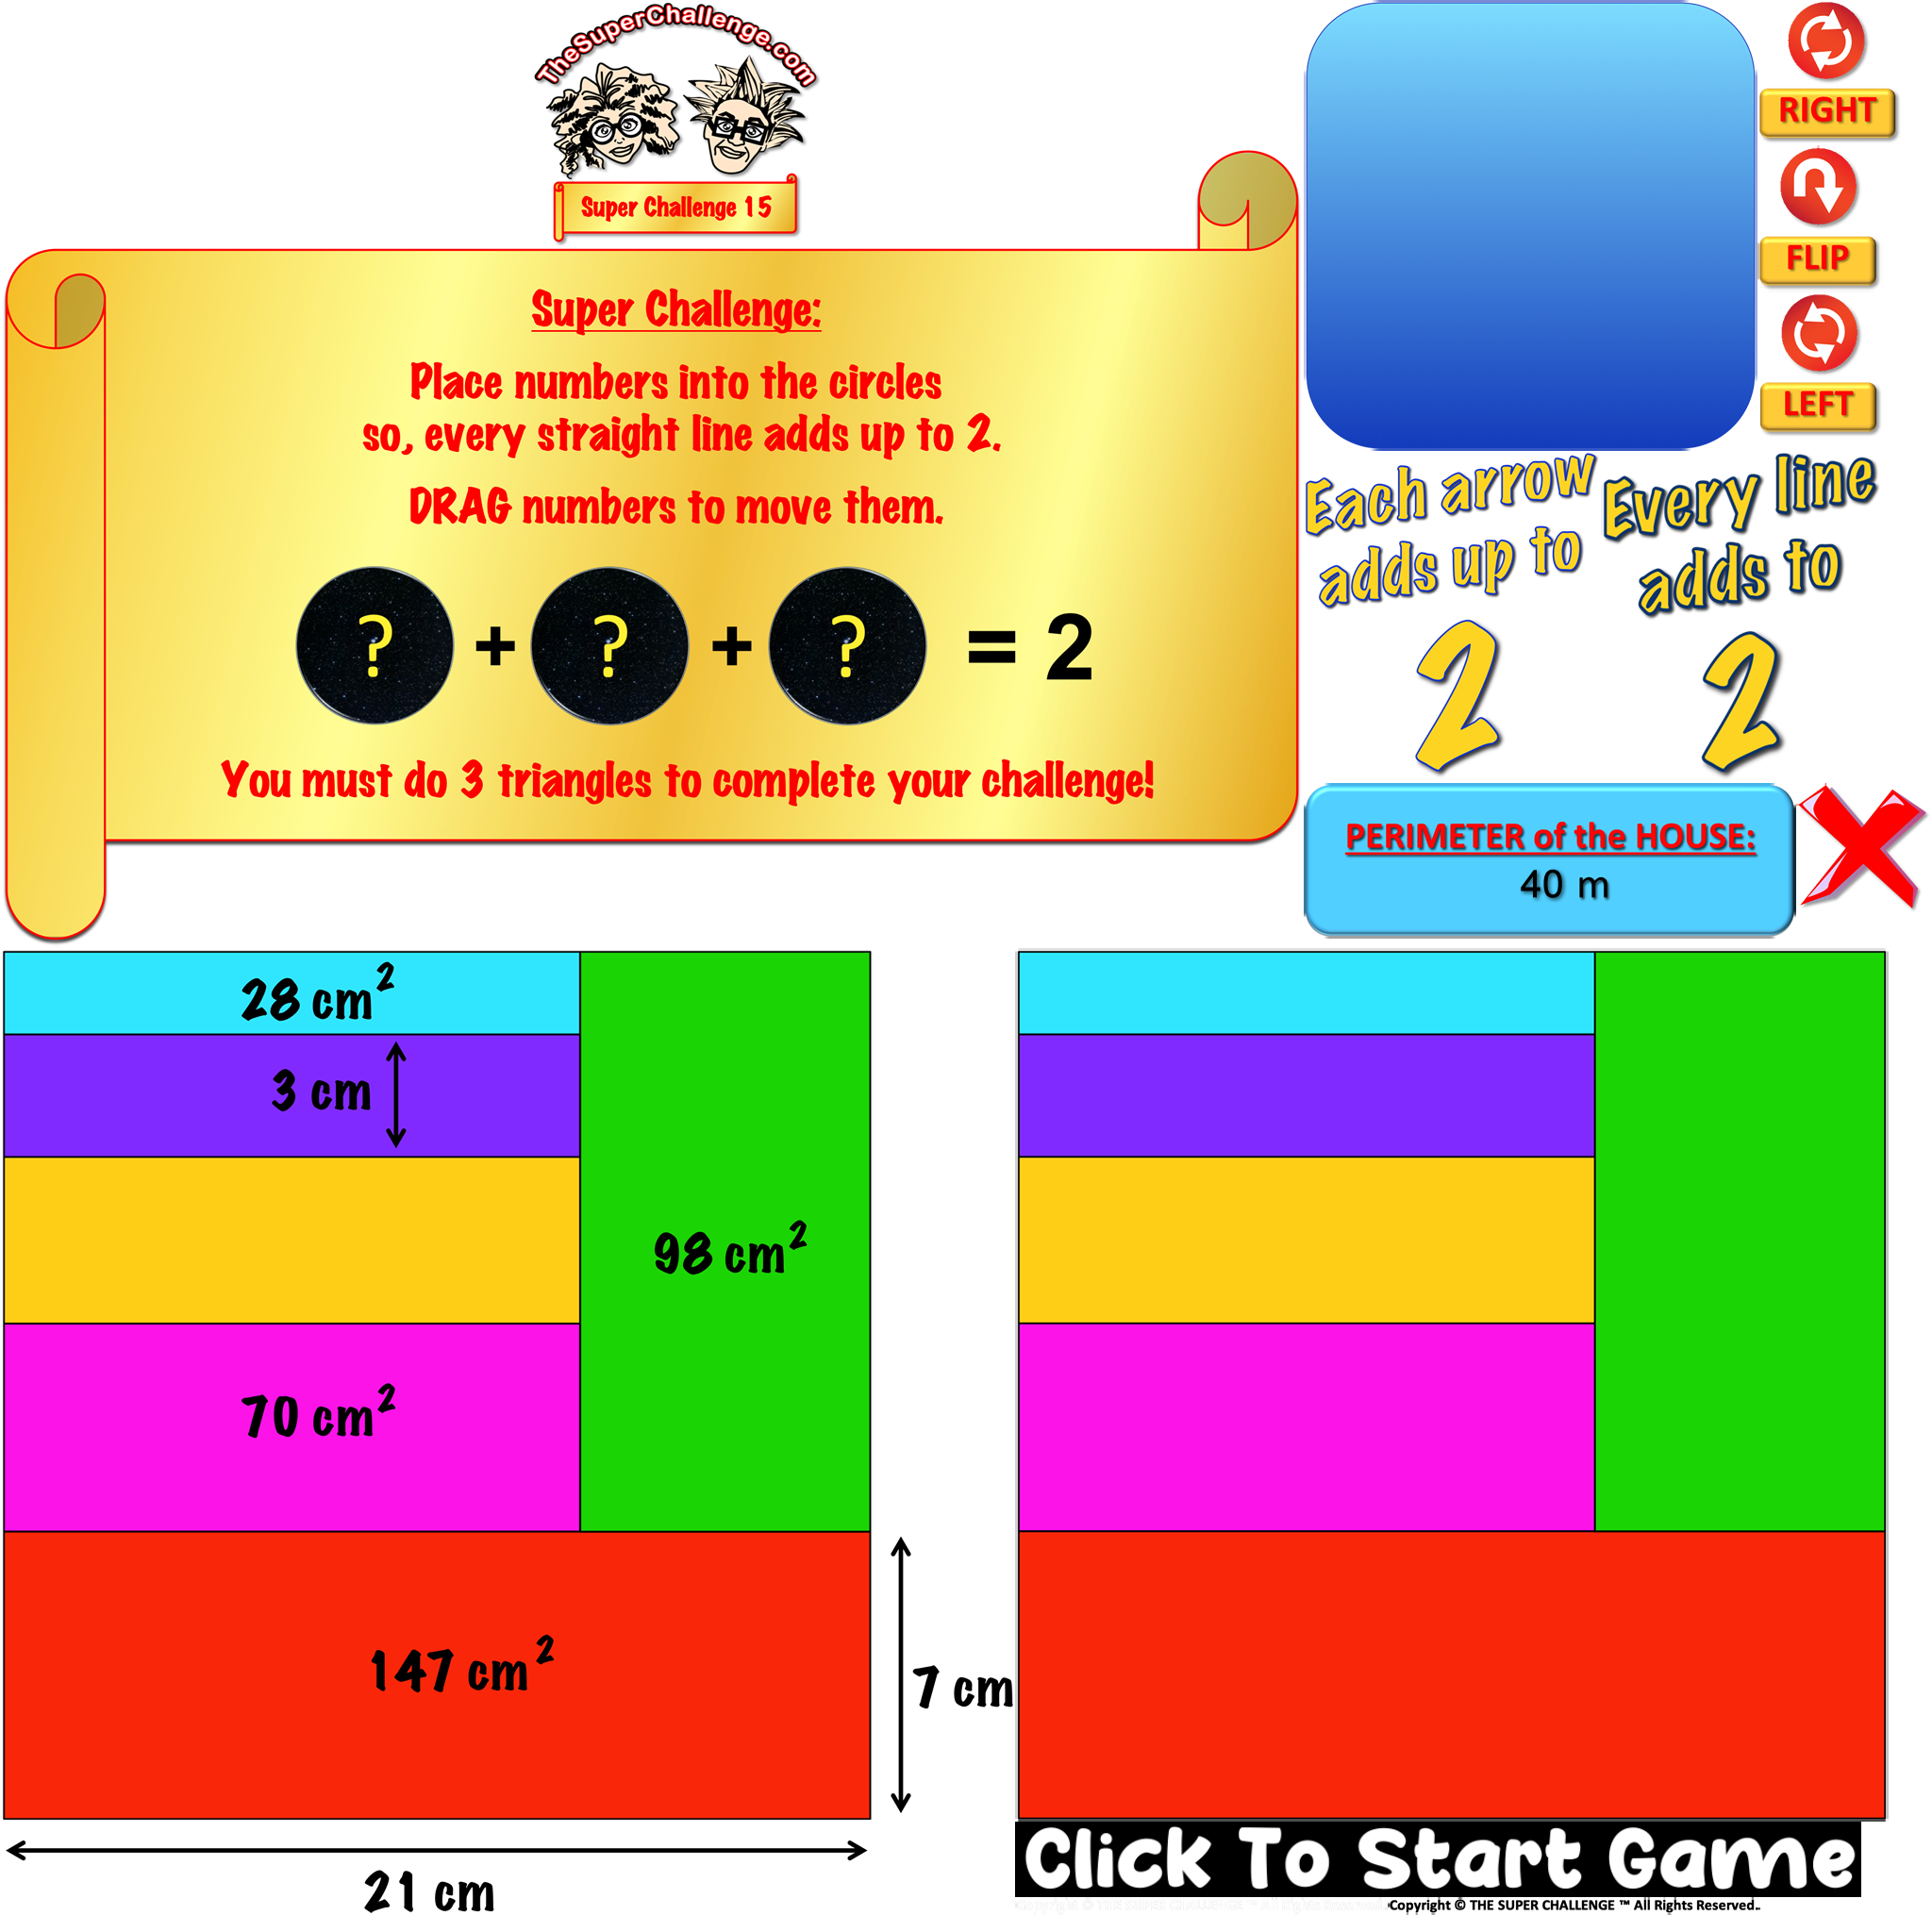 TheSuperChallenge.com
Super Challenge 15
Super Challenge:
Place numbers into the circles
so, every straight line adds up to 2.
DRAG numbers to move them.
? + ? + ? = 2
You must do 3 triangles to complete your challenge!
RIGHT
FLIP
LEFT
Each arrow
adds up to
2
Every line
adds to
2
PERIMETER of the HOUSE:
40 m
28 cm²
3 cm
98 cm²
70 cm²
147 cm²
7 cm
21 cm
Click To Start Game
Copyright © THE SUPER CHALLENGE ™ All Rights Reserved..